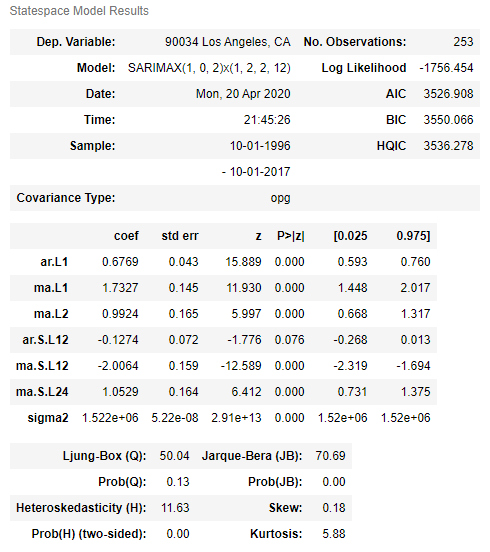 Statespace Model Results
Dep. Variable: 90034 Los Angeles, CA No. Observations: 253
Model: SARIMAX(1, 0, 2)x(1, 2, 2, 12) Log Likelihood -1756.454
Date: Mon, 20 Apr 2020 AIC 3526.908
Time: 21:45:26 BIC 3550.066
Sample: 10-01-1996 HQIC 3536.278
- 10-01-2017
Covariance Type: opg
coef std err z P>|z| [0.025 0.975]
ar.L1 0.6769 0.043 15.889 0.000 0.593 0.760
ma.L1 1.7327 0.145 11.930 0.000 1.448 2.017
ma.L2 0.9924 0.165 5.997 0.000 0.668 1.317
ar.S.L12 -0.1274 0.072 -1.776 0.076 -0.268 0.013
ma.S.L12 -2.0064 0.159 -12.589 0.000 -2.319 -1.694
ma.S.L24 1.0529 0.164 6.412 0.000 0.731 1.375
sigma2 1.522e+06 5.22e-08 2.91e+13 0.000 1.52e+06 1.52e+06
Ljung-Box (Q): 50.04 Jarque-Bera (JB): 70.69
Prob(Q): 0.13 Prob(JB): 0.00
Heteroskedasticity (H): 11.63 Skew: 0.18
Prob(H) (two-sided): 0.00 Kurtosis: 5.88